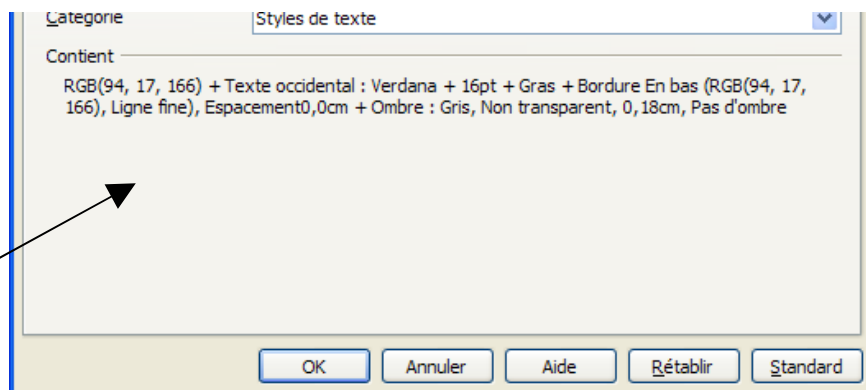 Catégorie
Styles de texte
Contient
RGB(94, 17, 166) + Texte occidental : Verdana + 16pt + Gras + Bordure En bas (RGB(94, 17,
166), Ligne fine), Espacement0,0cm + Ombre : Gris, Non transparent, 0,18cm, Pas d'ombre
OK Annuler Aide Rétablir Standard